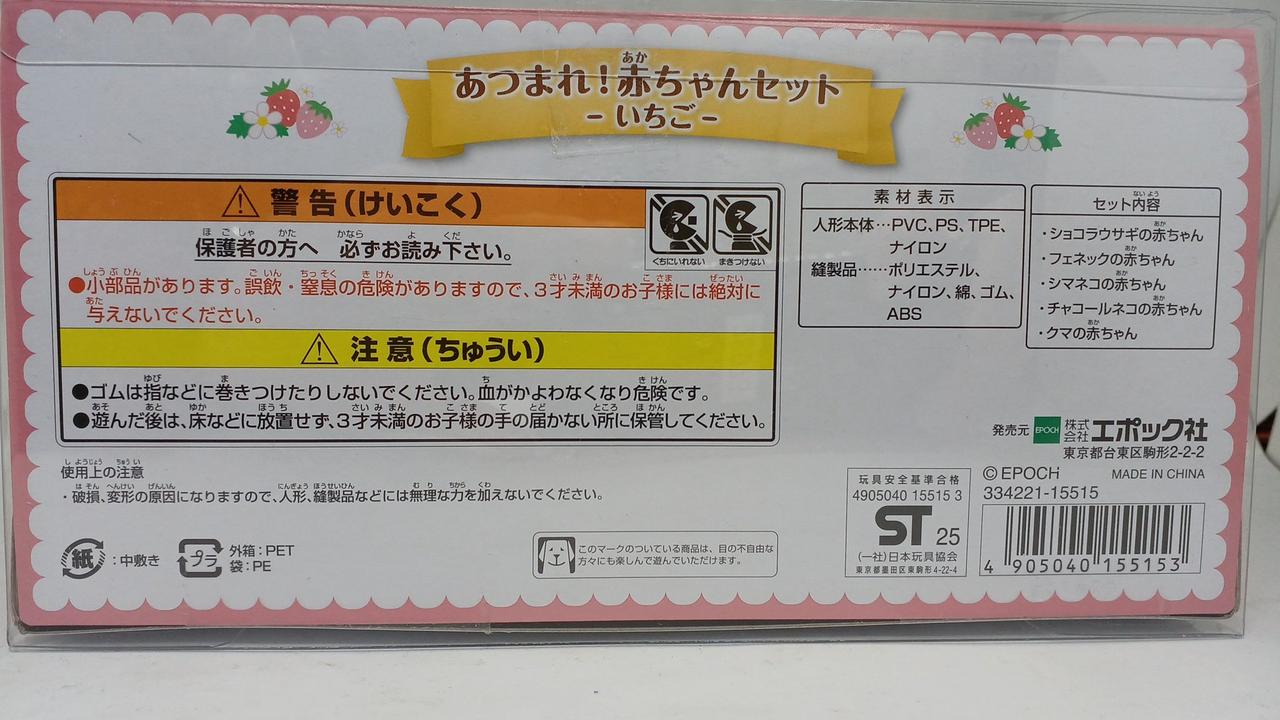 あつまれ!赤ちゃんセット
-いちご-
警告(けいこく)
保護者の方へ 必ずお読み下さい。
くちにいれない まきつけない
●小部品があります。誤飲・窒息の危険がありますので、3才未満のお子様には絶対に
与えないでください。
注意(ちゅうい)
●ゴムは指などに巻きつけたりしないでください。血がかよわなくなり危険です。
●遊んだ後は、床などに放置せず、3才未満のお子様の手の届かない所に保管してください。
使用上の注意
・破損、変形の原因になりますので、人形、縫製品などには無理な力を加えないでください。
紙:中敷き
プラ 外箱:PET
袋:PE
このマークのついている商品は、目の不自由な
方々にも楽しんで遊んでいただけます。
素材表示
人形本体…PVC、PS、TPE、
ナイロン
縫製品……ポリエステル、
ナイロン、綿、ゴム、
ABS
セット内容
・ショコラウサギの赤ちゃん
・フェネックの赤ちゃん
・シマネコの赤ちゃん
・チャコールネコの赤ちゃん
・クマの赤ちゃん
発売元 EPOCH 株式会社エポック社
東京都台東区駒形2-2-2
玩具安全基準合格
4905040 15515 3
ST 25
(一社)日本玩具協会
東京都墨田区東駒形4-22-4
©EPOCH MADE IN CHINA
334221-15515
4 905040 155153